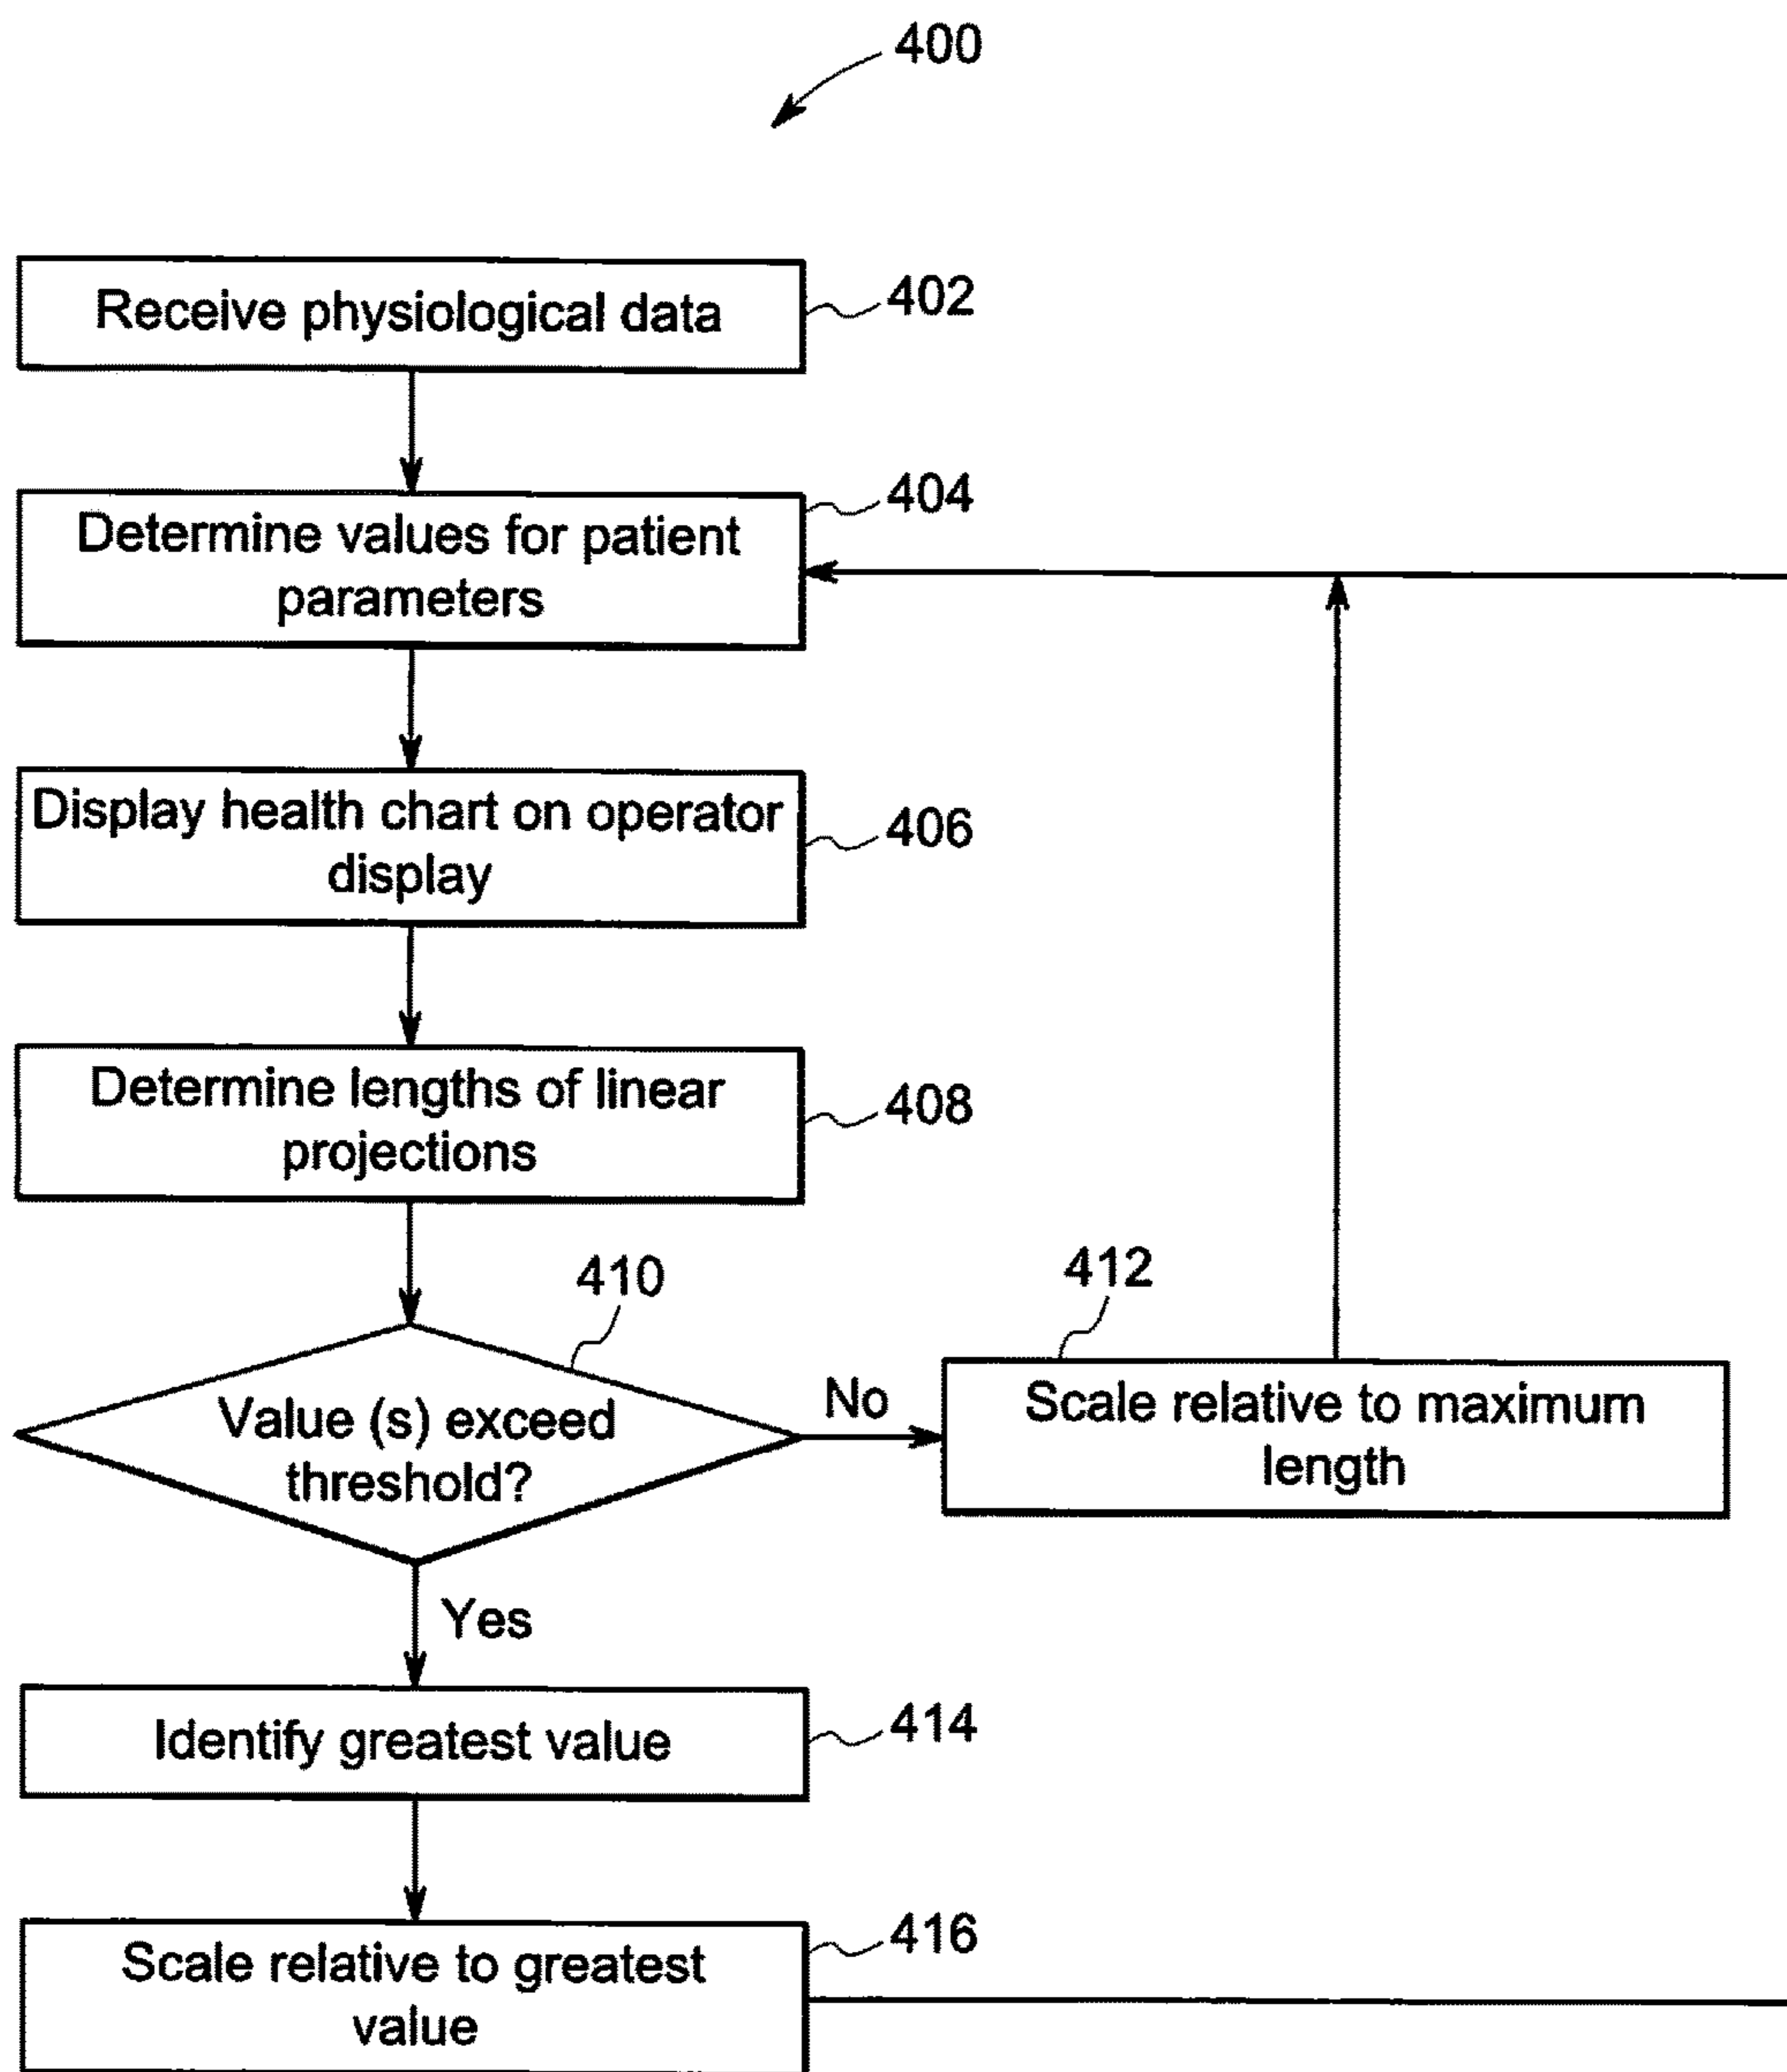 400
Receive physiological data
402
Determine values for patient
parameters
404
Display health chart on operator
display
406
Determine lengths of linear
projections
408
410
Value (s) exceed
threshold?
No
412
Scale relative to maximum
length
Yes
Identify greatest value
414
Scale relative to greatest
value
416